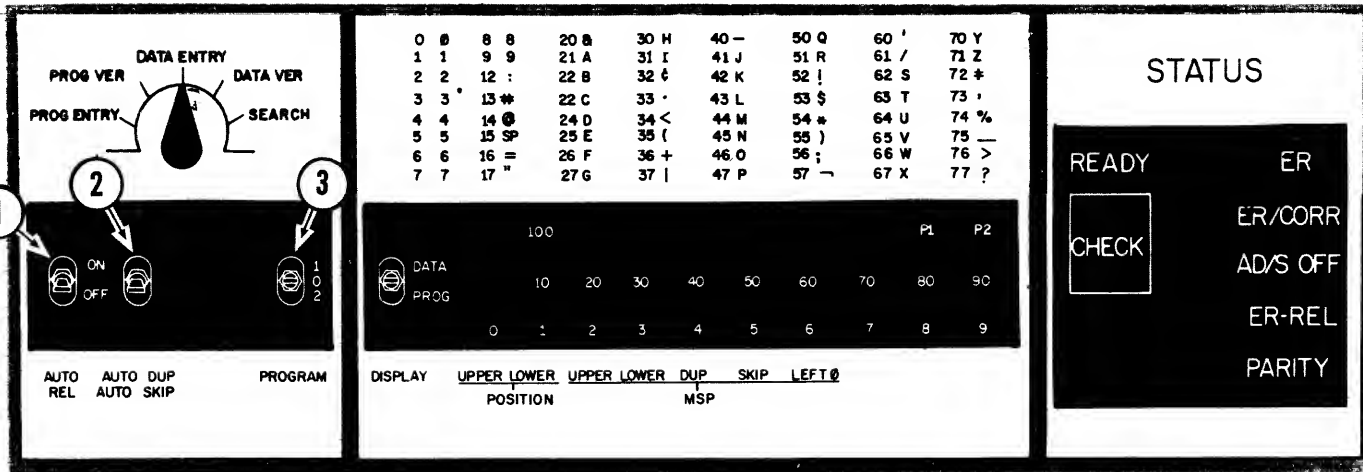 DATA ENTRY
PROG VER DATA VER
PROG ENTRY SEARCH
2 3
ON
OFF
1
0
2
AUTO REL
AUTO DUP AUTO SKIP
PROGRAM
0 0 8 8 20 & 30 H 40 — 50 Q 60 ' 70 Y
1 1 9 9 21 A 31 I 41 J 51 R 61 / 71 Z
2 2 12 : 22 B 32 ¢ 42 K 52 ! 62 S 72 *
3 3 13 # 22 C 33 · 43 L 53 $ 63 T 73 ,
4 4 14 @ 24 D 34 < 44 M 54 * 64 U 74 %
5 5 15 SP 25 E 35 ( 45 N 55 ) 65 V 75 __
6 6 16 = 26 F 36 + 46 O 56 ; 66 W 76 >
7 7 17 " 27 G 37 | 47 P 57 ¬ 67 X 77 ?
100 P1 P2
DATA
10 20 30 40 50 60 70 80 90
PROG
0 1 2 3 4 5 6 7 8 9
DISPLAY UPPER LOWER UPPER LOWER DUP SKIP LEFT Ø
POSITION MSP
STATUS
READY ER
ER/CORR
CHECK
AD/S OFF
ER-REL
PARITY